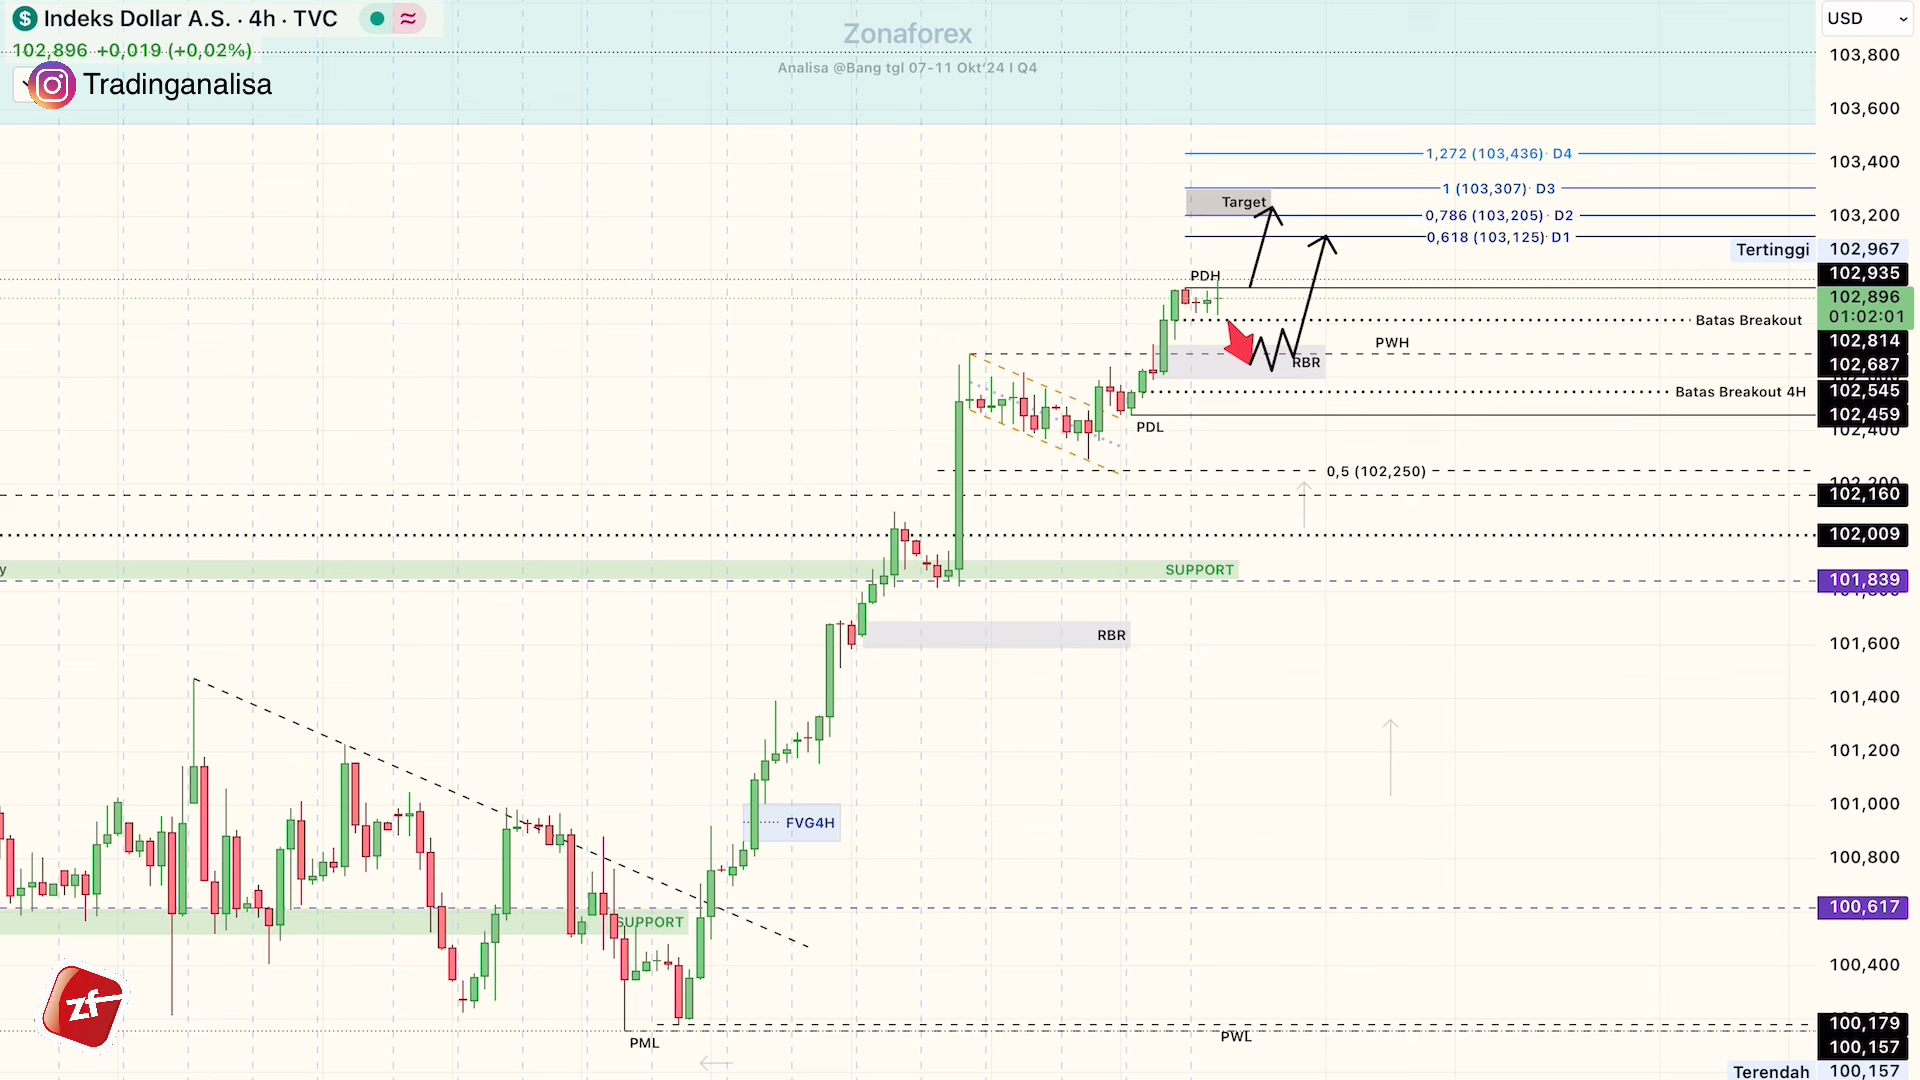 Indeks Dollar A.S. · 4h · TVC
102,896 +0,019 (+0,02%)
Tradinganalisa
Zonaforex
Analisa @Bang tgl 07-11 Okt'24 I Q4
USD
103,800
103,600
1,272 (103,436) · D4
103,400
1 (103,307) · D3
Target
0,786 (103,205) · D2
103,200
0,618 (103,125) · D1
Tertinggi 102,967
PDH
102,935
102,896
01:02:01
Batas Breakout
PWH
102,814
RBR
102,687
Batas Breakout 4H
102,545
102,459
PDL
102,400
0,5 (102,250)
102,160
102,009
y
SUPPORT
101,839
RBR
101,600
101,400
101,200
101,000
FVG4H
100,800
100,617
SUPPORT
100,400
zf
100,179
PML
PWL
100,157
Terendah 100,157